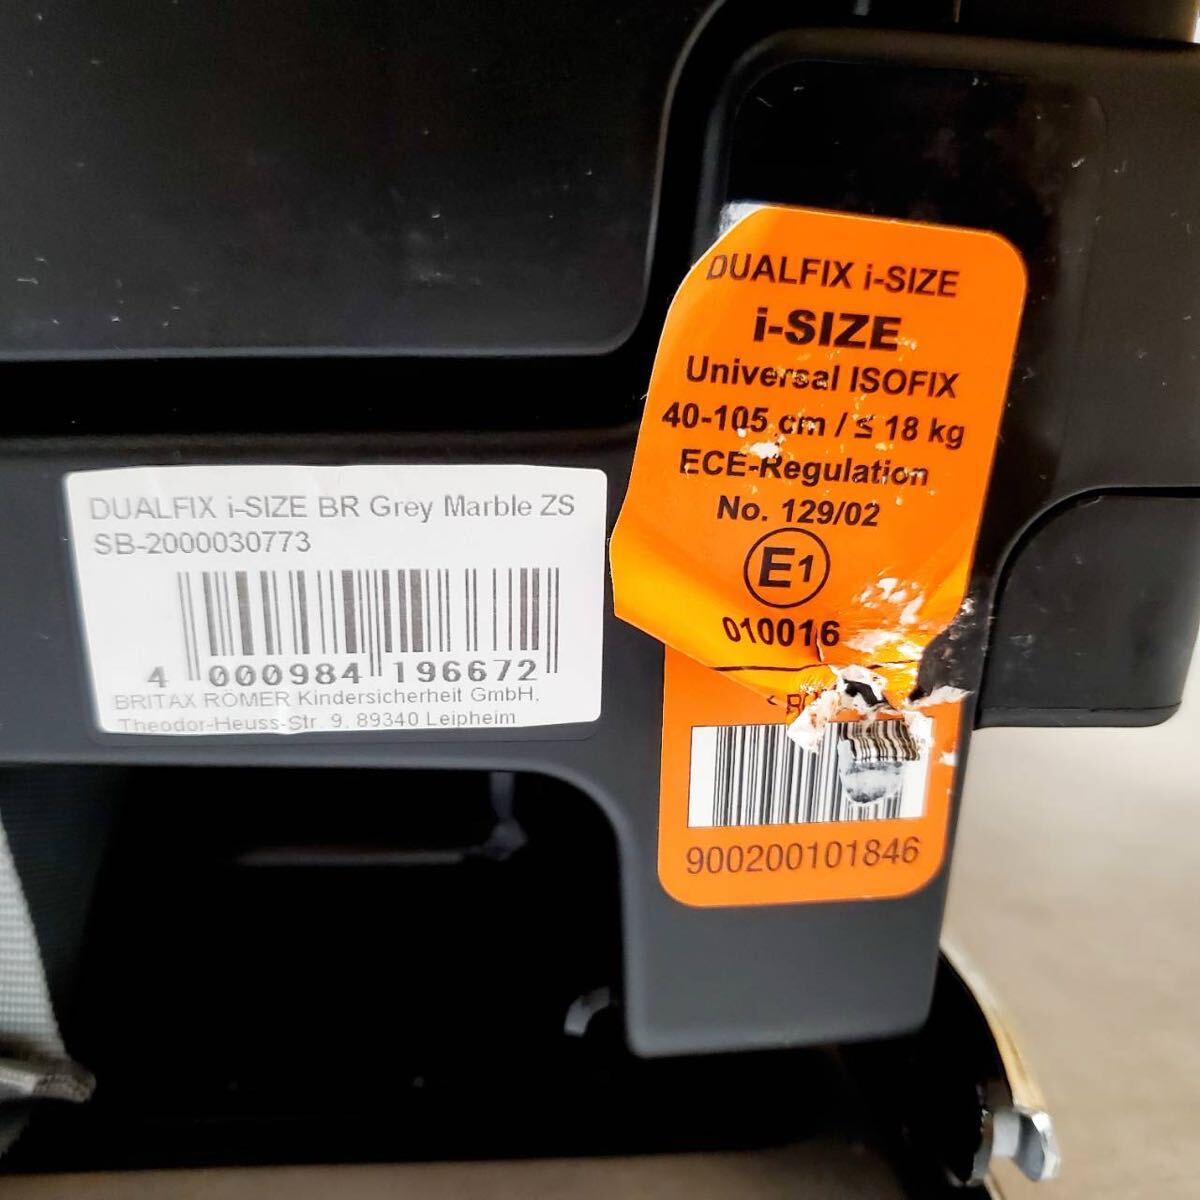 DUALFIX i-SIZE
i-SIZE
Universal ISOFIX
40-105 cm / ≤ 18 kg
ECE-Regulation
No. 129/02
E1
010016
900200101846
DUALFIX i-SIZE BR Grey Marble ZS
SB-2000030773
4 000984 196672
BRITAX RÖMER Kindersicherheit GmbH,
Theodor-Heuss-Str. 9, 89340 Leipheim